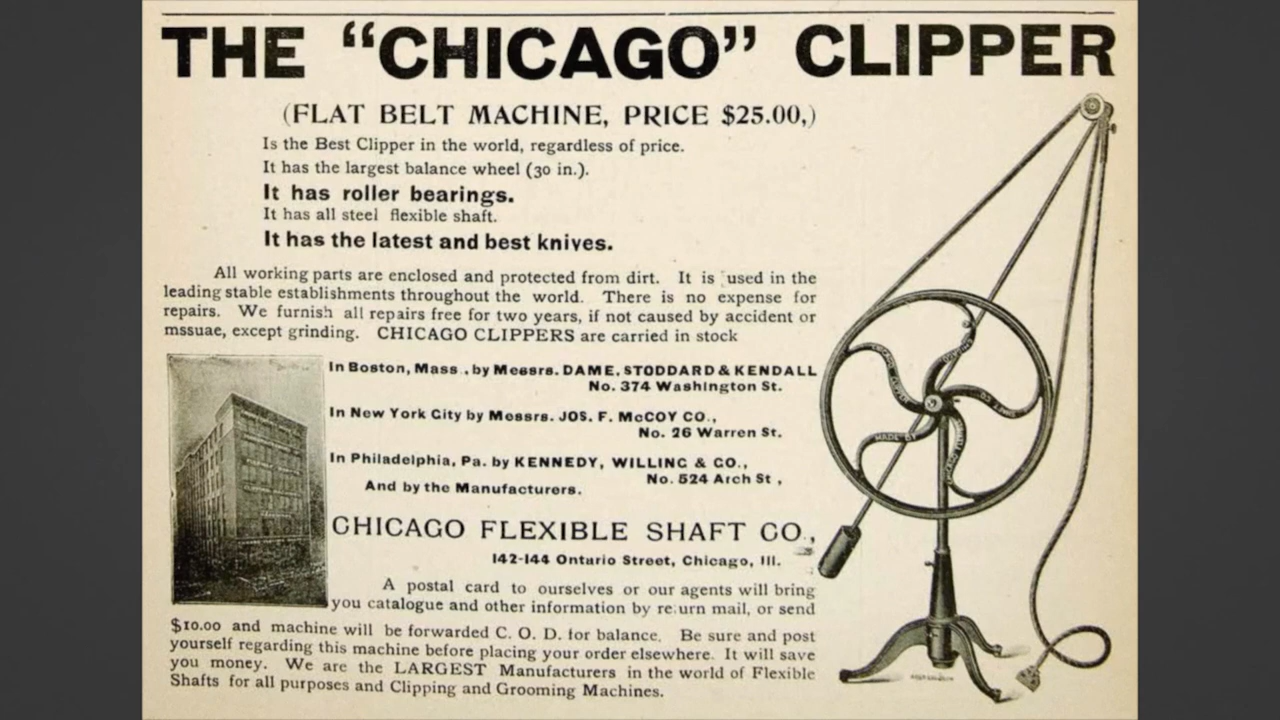 THE “CHICAGO” CLIPPER
(FLAT BELT MACHINE, PRICE $25.00,)
Is the Best Clipper in the world, regardless of price.
It has the largest balance wheel (30 in.).
It has roller bearings.
It has all steel flexible shaft.
It has the latest and best knives.
All working parts are enclosed and protected from dirt. It is used in the
leading stable establishments throughout the world. There is no expense for
repairs. We furnish all repairs free for two years, if not caused by accident or
mssuae, except grinding. CHICAGO CLIPPERS are carried in stock
In Boston, Mass., by Messrs. DAME, STODDARD & KENDALL
No. 374 Washington St.
In New York City by Messrs. JOS. F. McCOY CO.,
No. 26 Warren St.
In Philadelphia, Pa. by KENNEDY, WILLING & CO.,
No. 524 Arch St,
And by the Manufacturers.
CHICAGO FLEXIBLE SHAFT CO.,
142-144 Ontario Street, Chicago, Ill.
A postal card to ourselves or our agents will bring
you catalogue and other information by re:urn mail, or send
$10.00 and machine will be forwarded C. O. D. for balance. Be sure and post
yourself regarding this machine before placing your order elsewhere. It will save
you money. We are the LARGEST Manufacturers in the world of Flexible
Shafts for all purposes and Clipping and Grooming Machines.
MADE BY